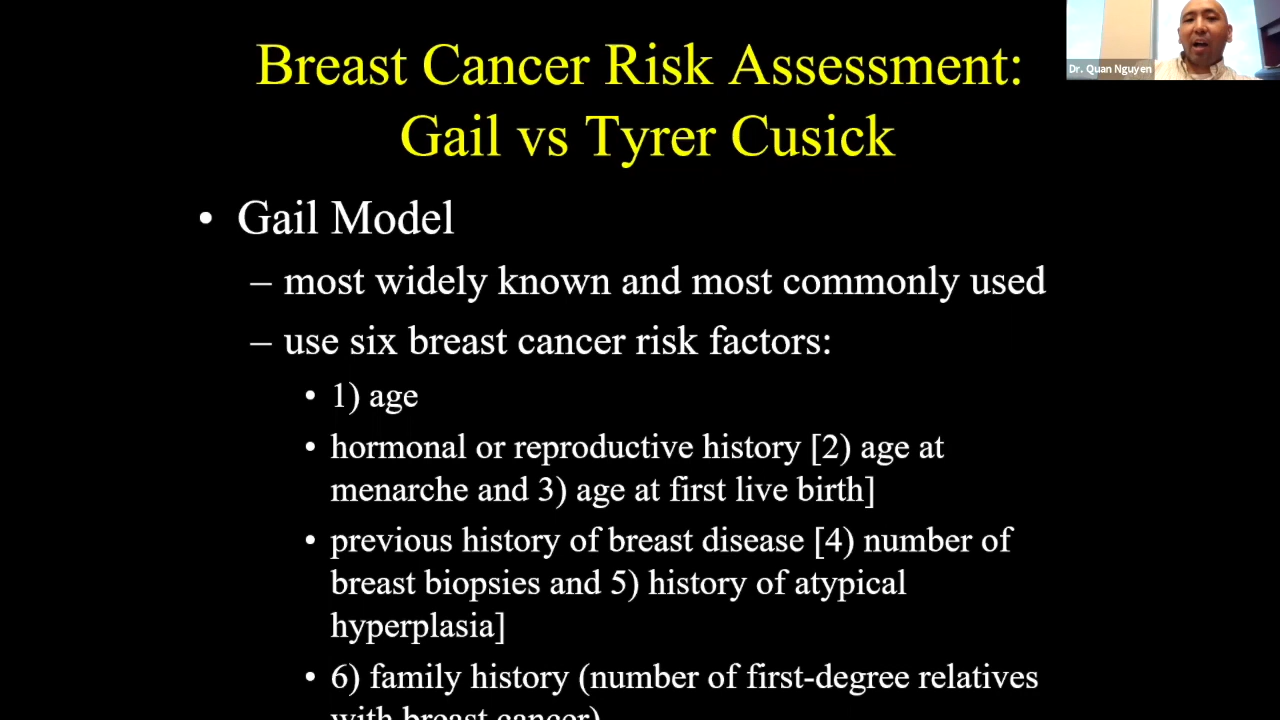 Dr. Quan Nguyen
Breast Cancer Risk Assessment:
Gail vs Tyrer Cusick
• Gail Model
– most widely known and most commonly used
– use six breast cancer risk factors:
• 1) age
• hormonal or reproductive history [2) age at
menarche and 3) age at first live birth]
• previous history of breast disease [4) number of
breast biopsies and 5) history of atypical
hyperplasia]
• 6) family history (number of first-degree relatives
with breast cancer)